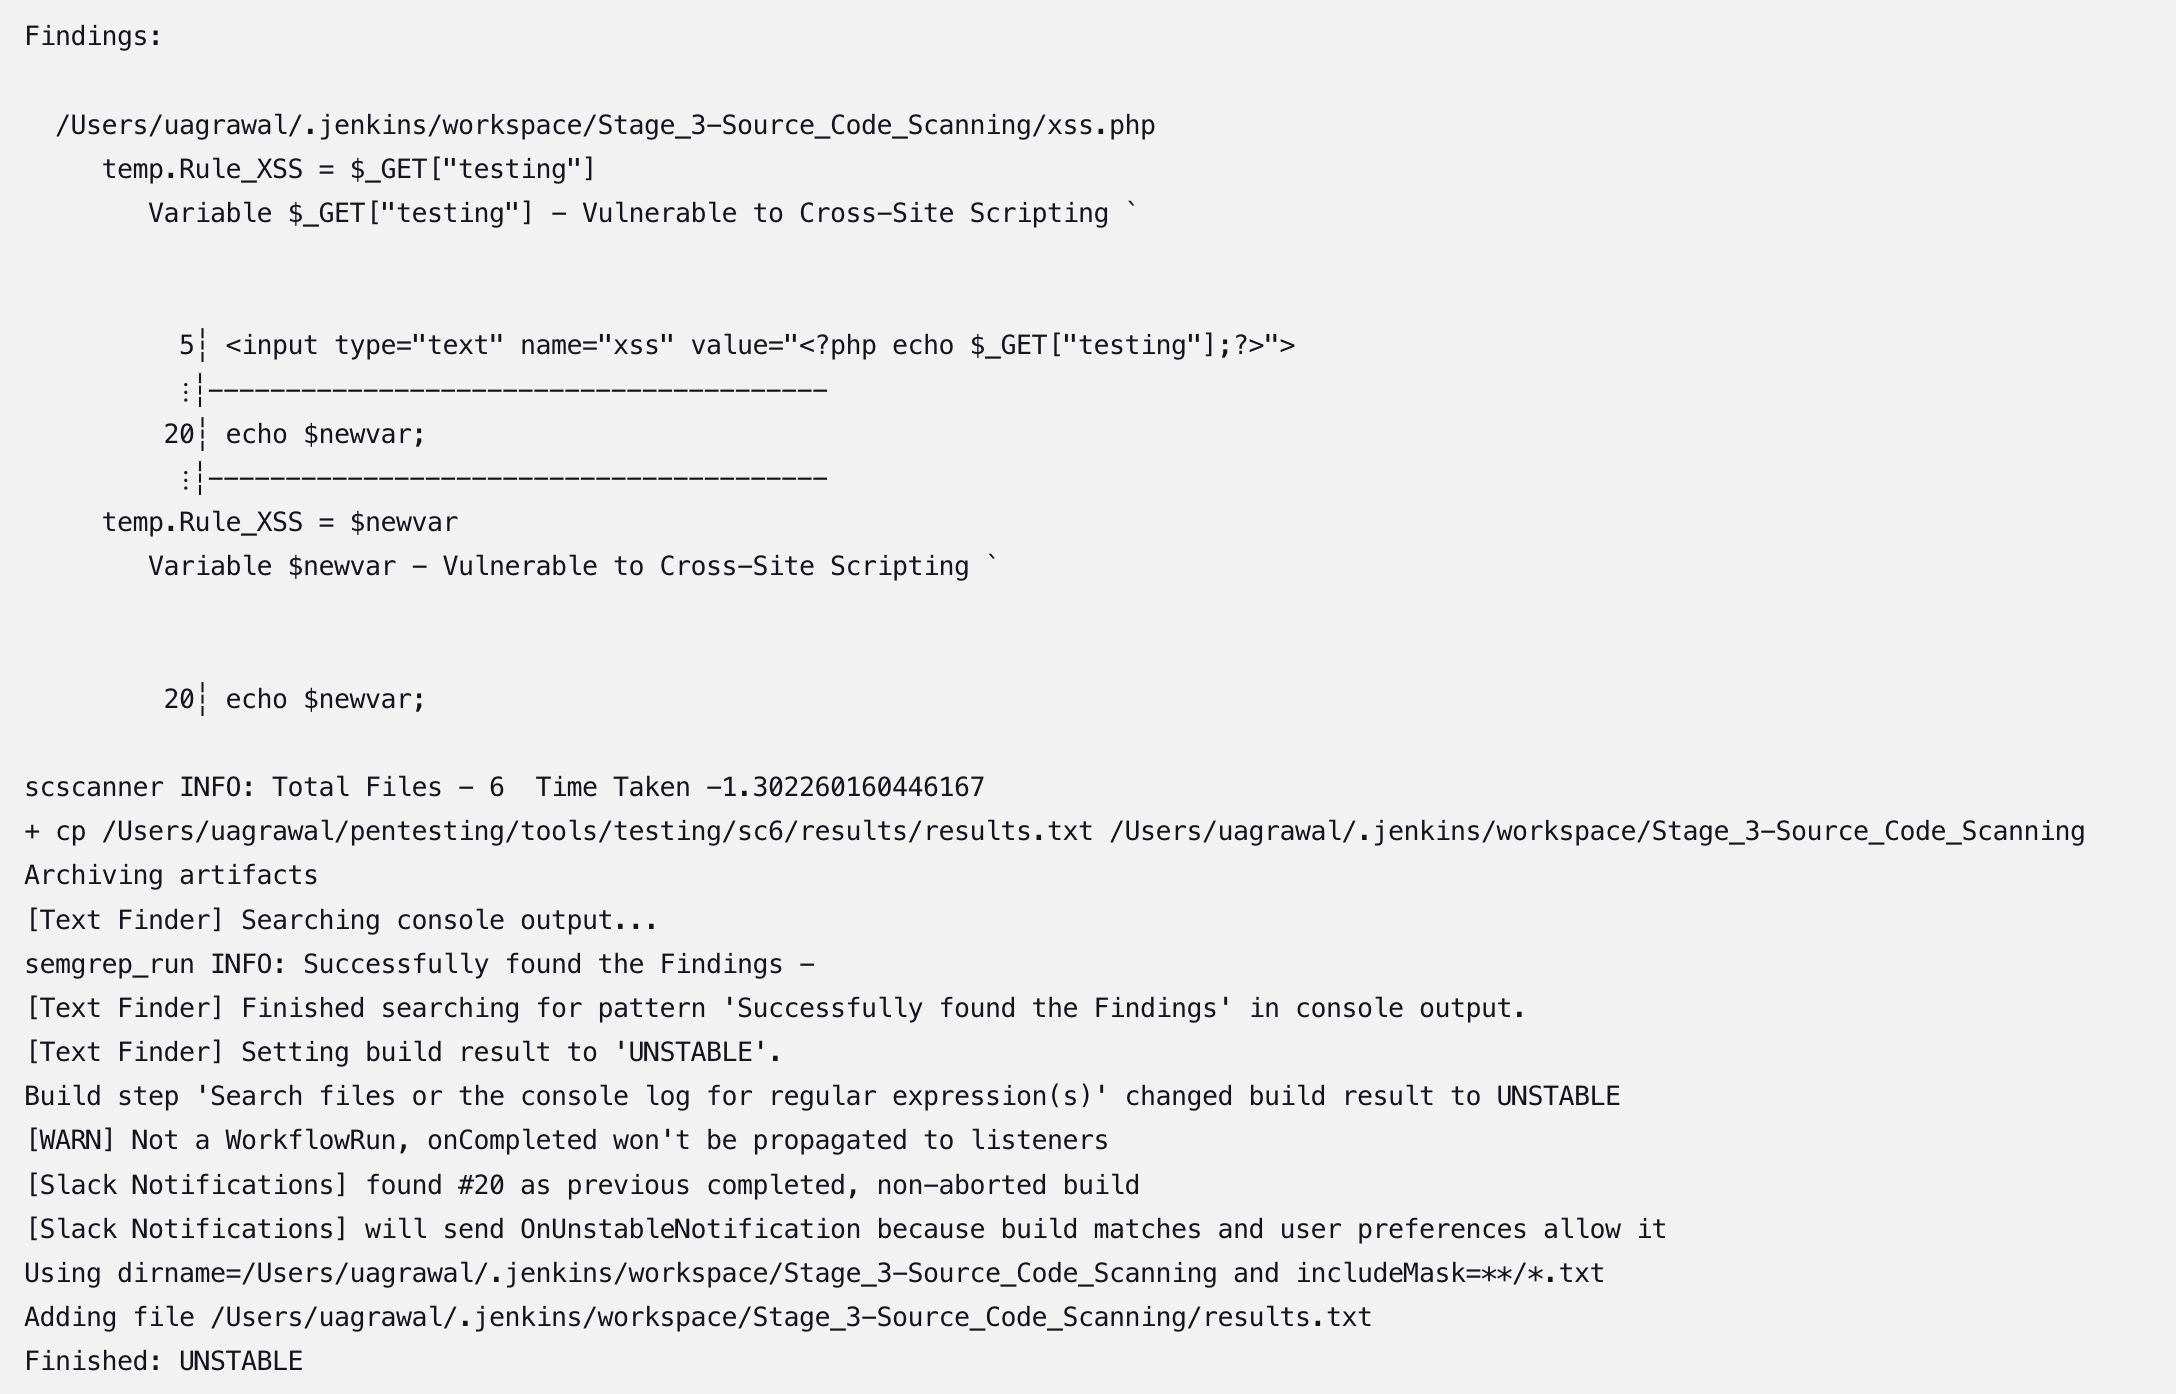 Findings:
/Users/uagrawal/.jenkins/workspace/Stage_3-Source_Code_Scanning/xss.php
temp.Rule_XSS = $_GET["testing"]
Variable $_GET["testing"] - Vulnerable to Cross-Site Scripting `
5┆ <input type="text" name="xss" value="<?php echo $_GET["testing"];?>">
⋮┆----------------------------------------
20┆ echo $newvar;
⋮┆----------------------------------------
temp.Rule_XSS = $newvar
Variable $newvar - Vulnerable to Cross-Site Scripting `
20┆ echo $newvar;
scscanner INFO: Total Files - 6  Time Taken -1.302260160446167
+ cp /Users/uagrawal/pentesting/tools/testing/sc6/results/results.txt /Users/uagrawal/.jenkins/workspace/Stage_3-Source_Code_Scanning
Archiving artifacts
[Text Finder] Searching console output...
semgrep_run INFO: Successfully found the Findings -
[Text Finder] Finished searching for pattern 'Successfully found the Findings' in console output.
[Text Finder] Setting build result to 'UNSTABLE'.
Build step 'Search files or the console log for regular expression(s)' changed build result to UNSTABLE
[WARN] Not a WorkflowRun, onCompleted won't be propagated to listeners
[Slack Notifications] found #20 as previous completed, non-aborted build
[Slack Notifications] will send OnUnstableNotification because build matches and user preferences allow it
Using dirname=/Users/uagrawal/.jenkins/workspace/Stage_3-Source_Code_Scanning and includeMask=**/*.txt
Adding file /Users/uagrawal/.jenkins/workspace/Stage_3-Source_Code_Scanning/results.txt
Finished: UNSTABLE